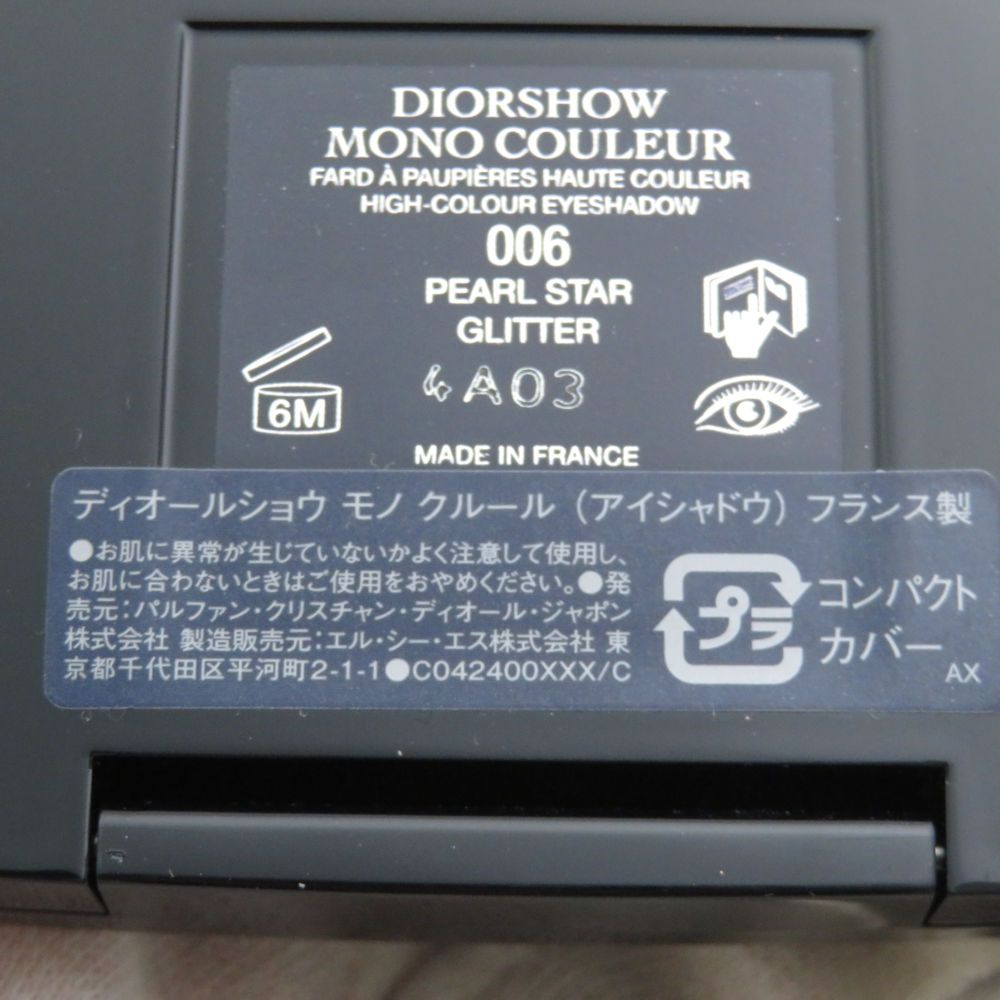 DIORSHOW
MONO COULEUR
FARD À PAUPIÈRES HAUTE COULEUR
HIGH-COLOUR EYESHADOW
006
PEARL STAR
GLITTER
6M
4A03
MADE IN FRANCE
ディオールショウ モノ クルール（アイシャドウ）フランス製
●お肌に異常が生じていないかよく注意して使用し、
お肌に合わないときはご使用をおやめください。●発
売元：パルファン・クリスチャン・ディオール・ジャポン
株式会社 製造販売元：エル・シー・エス株式会社 東
京都千代田区平河町2-1-1●C042400XXX/C
プラ
コンパクト
カバー
AX